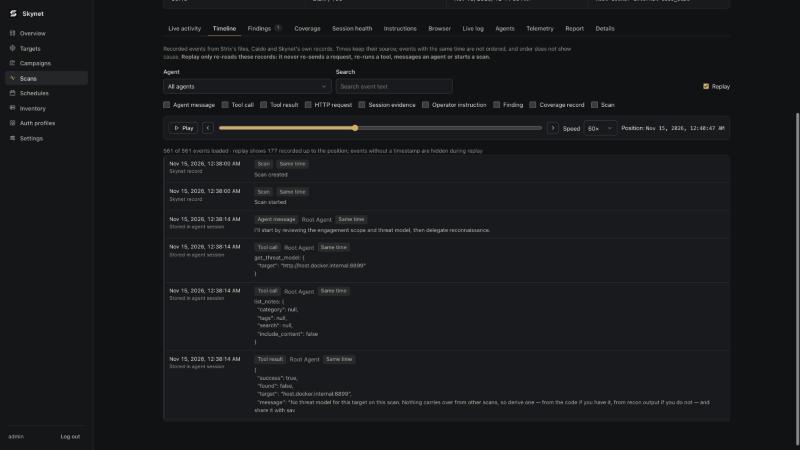 Skynet
Overview
Targets
Campaigns
Scans
Schedules
Inventory
Auth profiles
Settings
Live activity Timeline Findings 1 Coverage Session health Instructions Browser Live log Agents Telemetry Report Details
Recorded events from Strix's files, Caido and Skynet's own records. Times keep their source; events with the same time are not ordered, and order does not show
cause. Replay only re-reads these records: it never re-sends a request, re-runs a tool, messages an agent or starts a scan.
Agent Search
All agents Search event text Replay
Agent message Tool call Tool result HTTP request Session evidence Operator instruction Finding Coverage record Scan
Play Speed 60× Position: Nov 15, 2026, 12:40:47 AM
561 of 561 events loaded · replay shows 177 recorded up to the position; events without a timestamp are hidden during replay
Nov 15, 2026, 12:38:00 AM Scan Same time
Skynet record
Scan created
Nov 15, 2026, 12:38:00 AM Scan Same time
Skynet record
Scan started
Nov 15, 2026, 12:38:14 AM Agent message Root Agent Same time
Stored in agent session
I'll start by reviewing the engagement scope and threat model, then delegate reconnaissance.
Nov 15, 2026, 12:38:14 AM Tool call Root Agent Same time
Stored in agent session
get_threat_model: {
"target": "http://host.docker.internal:6899"
}
Nov 15, 2026, 12:38:14 AM Tool call Root Agent Same time
Stored in agent session
list_notes: {
"category": null,
"tags": null,
"search": null,
"include_content": false
}
Nov 15, 2026, 12:38:14 AM Tool result Root Agent Same time
Stored in agent session
{
"success": true,
"found": false,
"target": "host.docker.internal:6899",
"message": "No threat model for this target on this scan. Nothing carries over from other scans, so derive one — from the code if you have it, from recon output if you do not — and
share it with sav
admin Log out